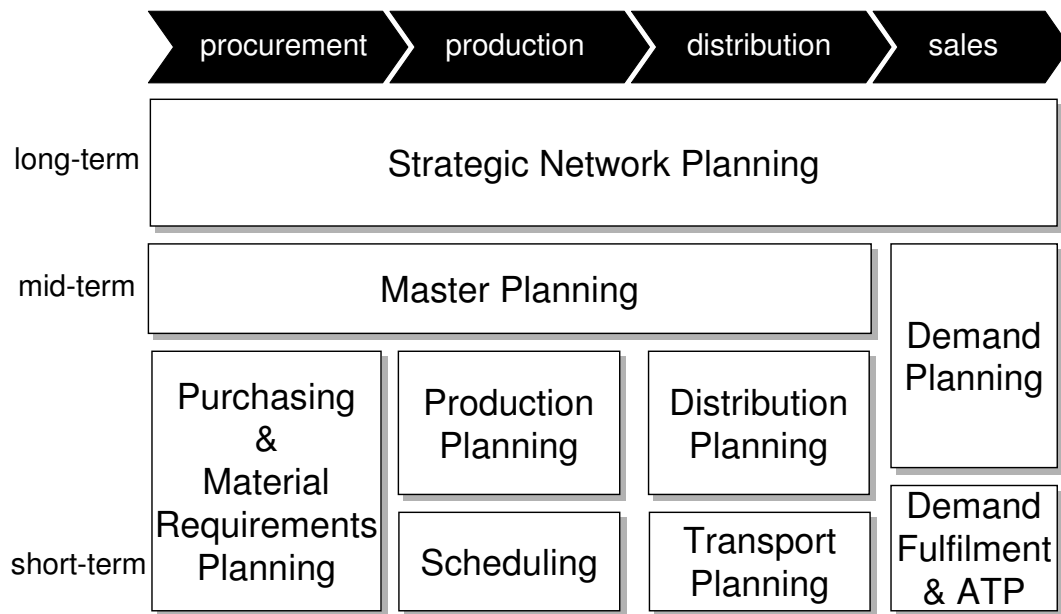 procurement
production
distribution
sales
long-term
Strategic Network Planning
mid-term
Master Planning
Demand
Planning
Purchasing
&
Material
Requirements
Planning
Production
Planning
Distribution
Planning
short-term
Scheduling
Transport
Planning
Demand
Fulfilment
& ATP